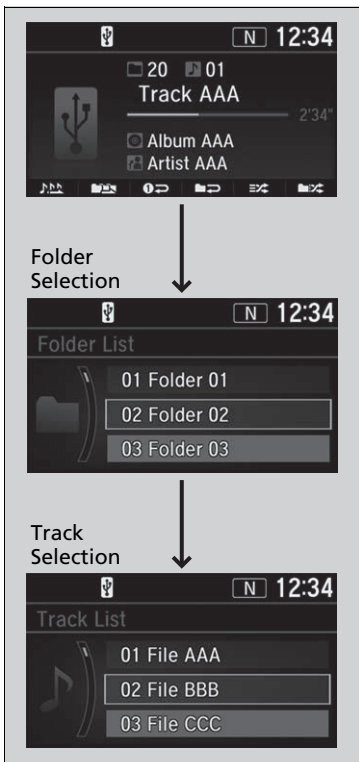 N 12:34
20 01
Track AAA
2'34"
Album AAA
Artist AAA
Folder
Selection
N 12:34
Folder List
01 Folder 01
02 Folder 02
03 Folder 03
Track
Selection
N 12:34
Track List
01 File AAA
02 File BBB
03 File CCC